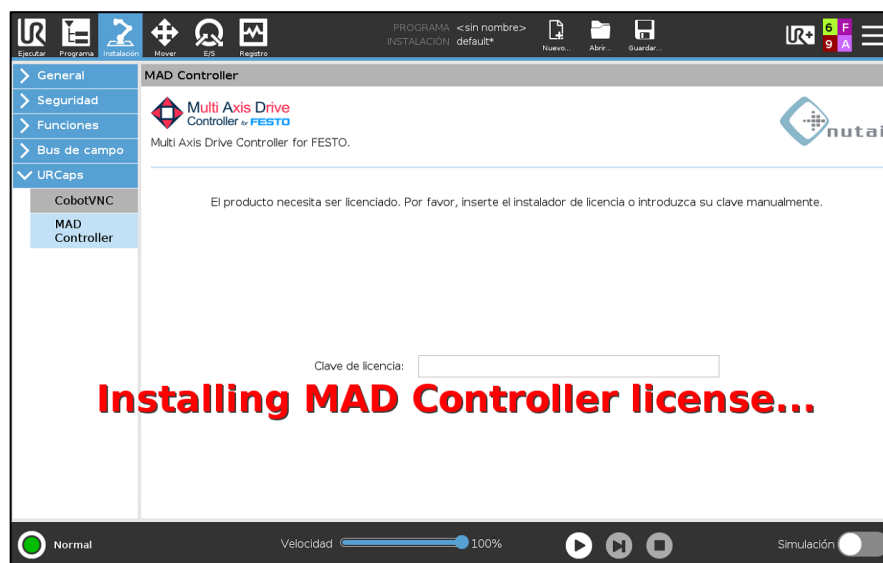 PROGRAMA <sin nombre>
INSTALACIÓN default*
Ejecutar Programa Instalación Mover E/S Registro Nuevo... Abrir... Guardar...
UR+
6 F
9 A
General
MAD Controller
Seguridad
Multi Axis Drive
Controller for FESTO
Funciones
nutai
Bus de campo
Multi Axis Drive Controller for FESTO.
URCaps
CobotVNC
El producto necesita ser licenciado. Por favor, inserte el instalador de licencia o introduzca su clave manualmente.
MAD
Controller
Clave de licencia:
Installing MAD Controller license...
Normal Velocidad 100% Simulación